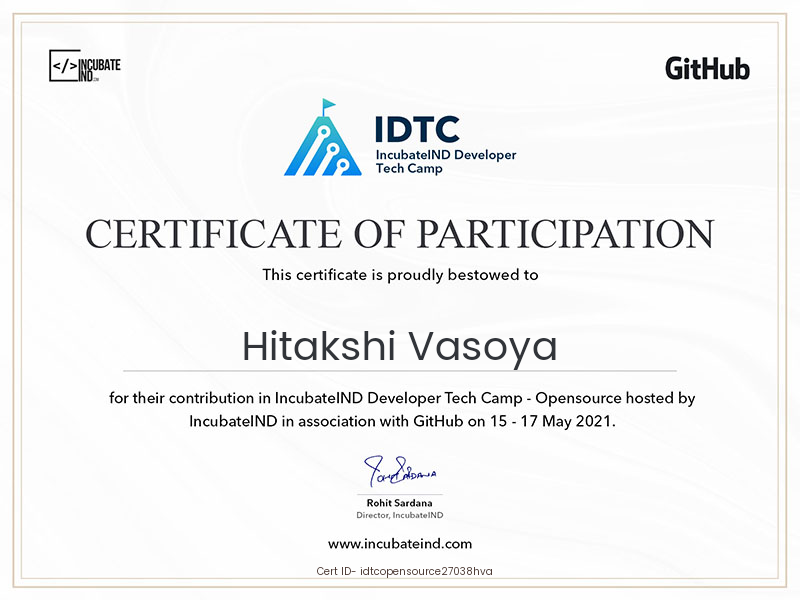 </> INCUBATE
IND
GitHub
IDTC
IncubateIND Developer
Tech Camp
CERTIFICATE OF PARTICIPATION
This certificate is proudly bestowed to
Hitakshi Vasoya
for their contribution in IncubateIND Developer Tech Camp - Opensource hosted by
IncubateIND in association with GitHub on 15 - 17 May 2021.
Rohit Sardana
Director, IncubateIND
www.incubateind.com
Cert ID- idtcopensource27038hva